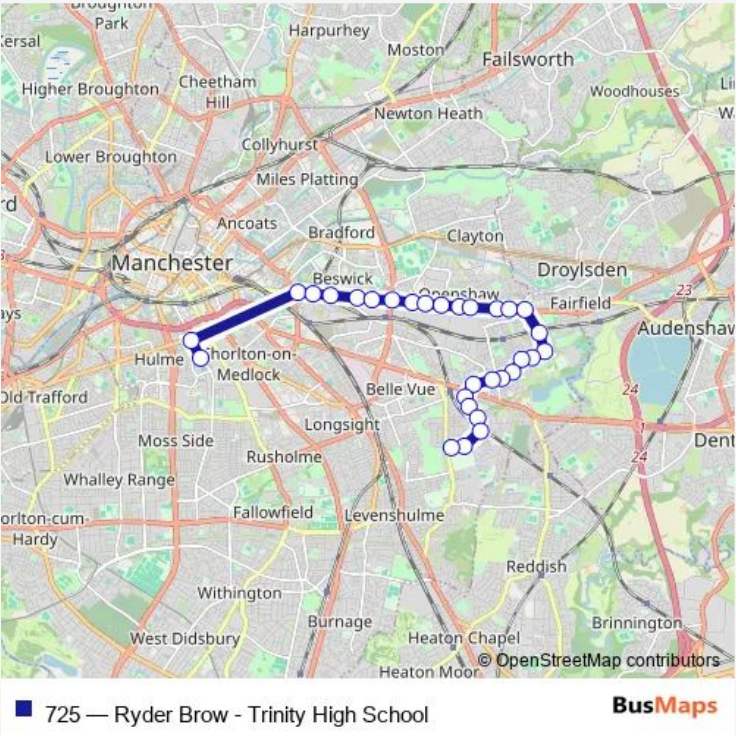 Broughton
Park
Kersal
Harpurhey
Moston
Failsworth
Higher Broughton
Cheetham
Hill
Woodhouses
Newton Heath
Collyhurst
Lower Broughton
Miles Platting
Ancoats
Bradford
Clayton
Manchester
Beswick
Openshaw
Droylsden
Fairfield
23
Audenshaw
Hulme
Chorlton-on-
Medlock
Old Trafford
Belle Vue
24
Longsight
1
Moss Side
Dent
Rusholme
24
Whalley Range
orlton-cum-
Hardy
Fallowfield
Levenshulme
Reddish
Withington
Burnage
Brinnington
West Didsbury
Heaton Chapel
Heaton Moor
© OpenStreetMap contributors
725 — Ryder Brow - Trinity High School
BusMaps